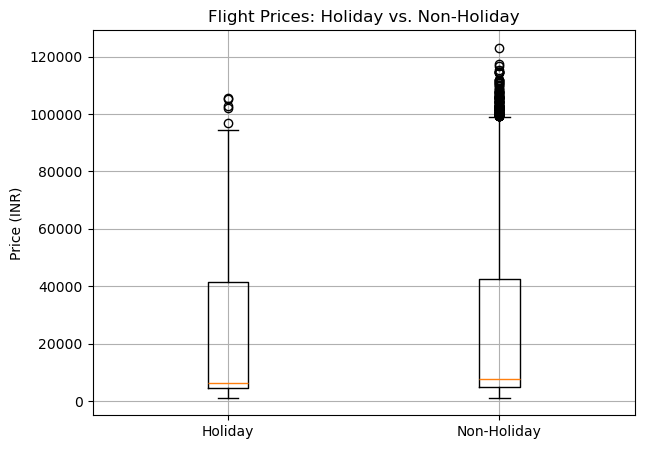 Flight Prices: Holiday vs. Non-Holiday
120000
100000
80000
60000
40000
20000
0
Price (INR)
Holiday
Non-Holiday